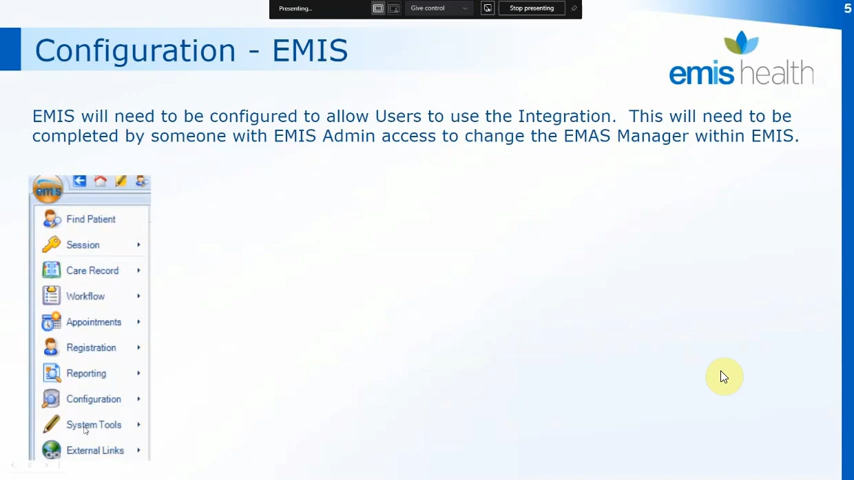 Presenting...
Give control
Stop presenting
5
Configuration - EMIS
emis health
EMIS will need to be configured to allow Users to use the Integration.  This will need to be
completed by someone with EMIS Admin access to change the EMAS Manager within EMIS.
emis
Find Patient
Session
Care Record
Workflow
Appointments
Registration
Reporting
Configuration
System Tools
External Links